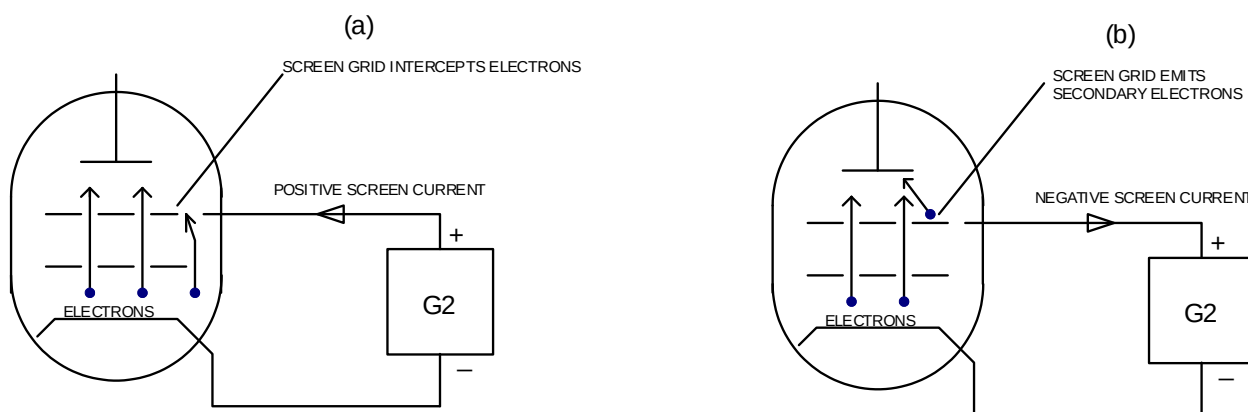 (a)
SCREEN GRID INTERCEPTS ELECTRONS
POSITIVE SCREEN CURRENT
+
G2
ELECTRONS
–
(b)
SCREEN GRID EMITS
SECONDARY ELECTRONS
NEGATIVE SCREEN CURRENT
+
G2
ELECTRONS
–